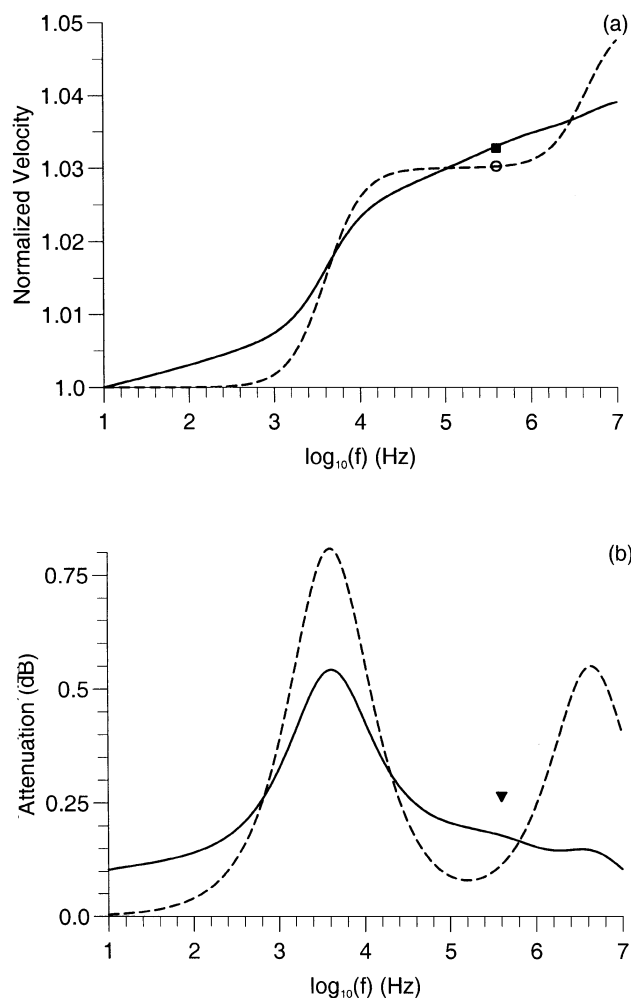 (a)
1.05
1.04
1.03
1.02
1.01
1.0
Normalized Velocity
1 2 3 4 5 6 7
log₁₀(f) (Hz)
(b)
0.75
0.5
0.25
0.0
Attenuation (dB)
1 2 3 4 5 6 7
log₁₀(f) (Hz)